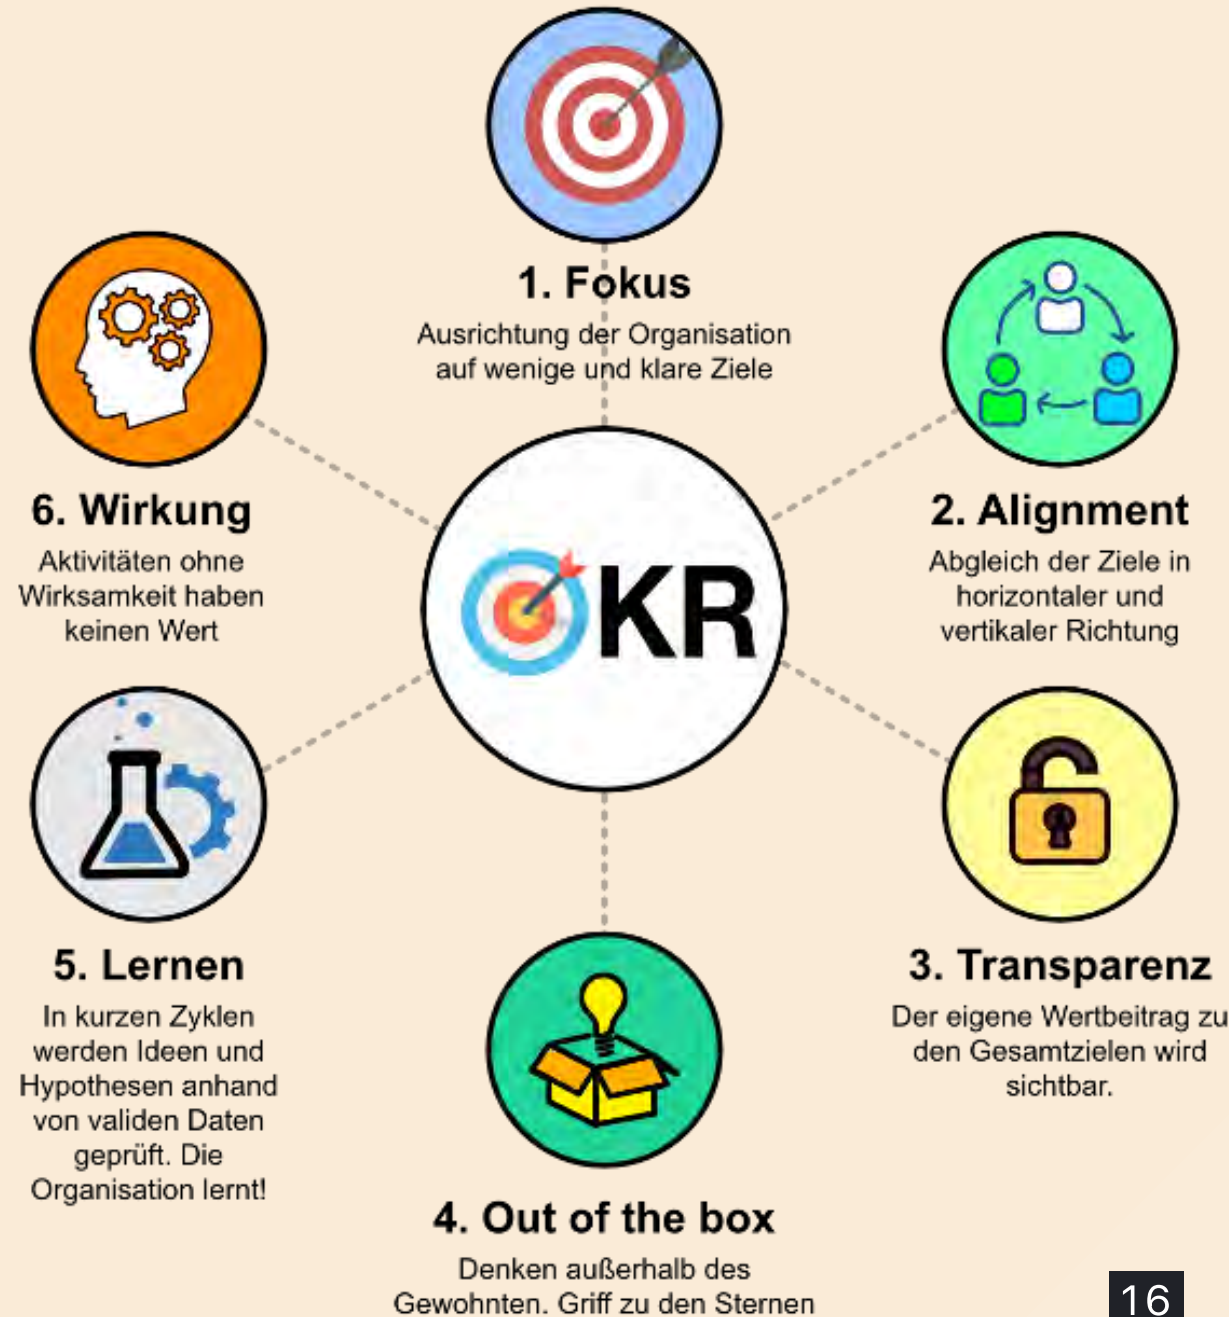 1. Fokus
Ausrichtung der Organisation
auf wenige und klare Ziele
2. Alignment
Abgleich der Ziele in
horizontaler und
vertikaler Richtung
3. Transparenz
Der eigene Wertbeitrag zu
den Gesamtzielen wird
sichtbar.
4. Out of the box
Denken außerhalb des
Gewohnten. Griff zu den Sternen
5. Lernen
In kurzen Zyklen
werden Ideen und
Hypothesen anhand
von validen Daten
geprüft. Die
Organisation lernt!
6. Wirkung
Aktivitäten ohne
Wirksamkeit haben
keinen Wert
OKR
16